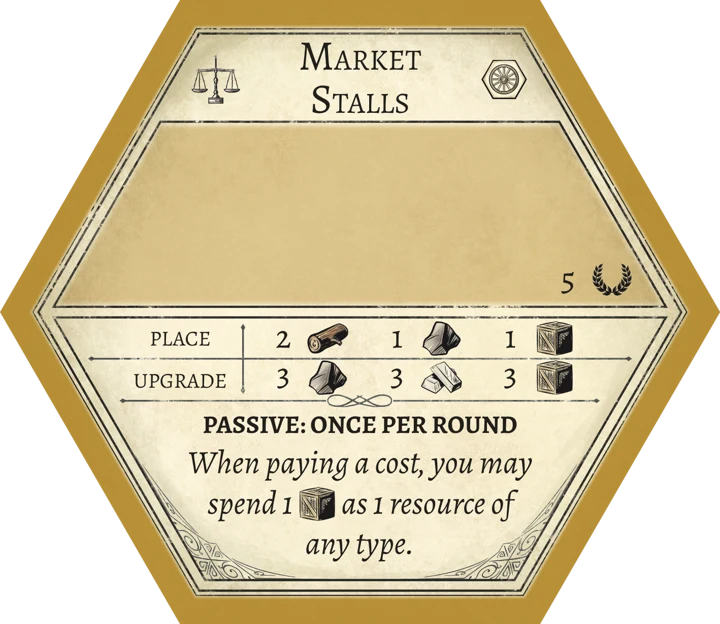 Market
Stalls
5
PLACE 2 1 1
UPGRADE 3 3 3
PASSIVE: ONCE PER ROUND
When paying a cost, you may
spend 1 as 1 resource of
any type.